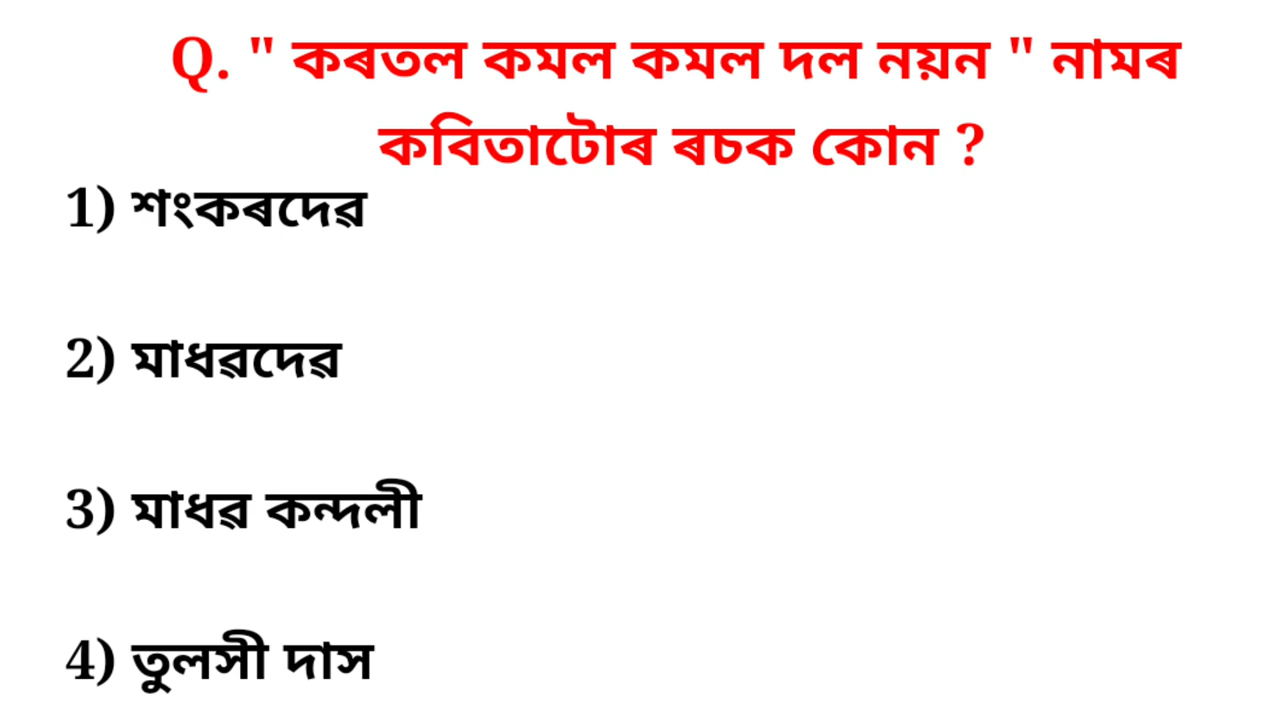 Q. " কৰতল কমল কমল দল নয়ন " নামৰ
কবিতাটোৰ ৰচক কোন ?
1) শংকৰদেৱ
2) মাধৱদেৱ
3) মাধৱ কন্দলী
4) তুলসী দাস